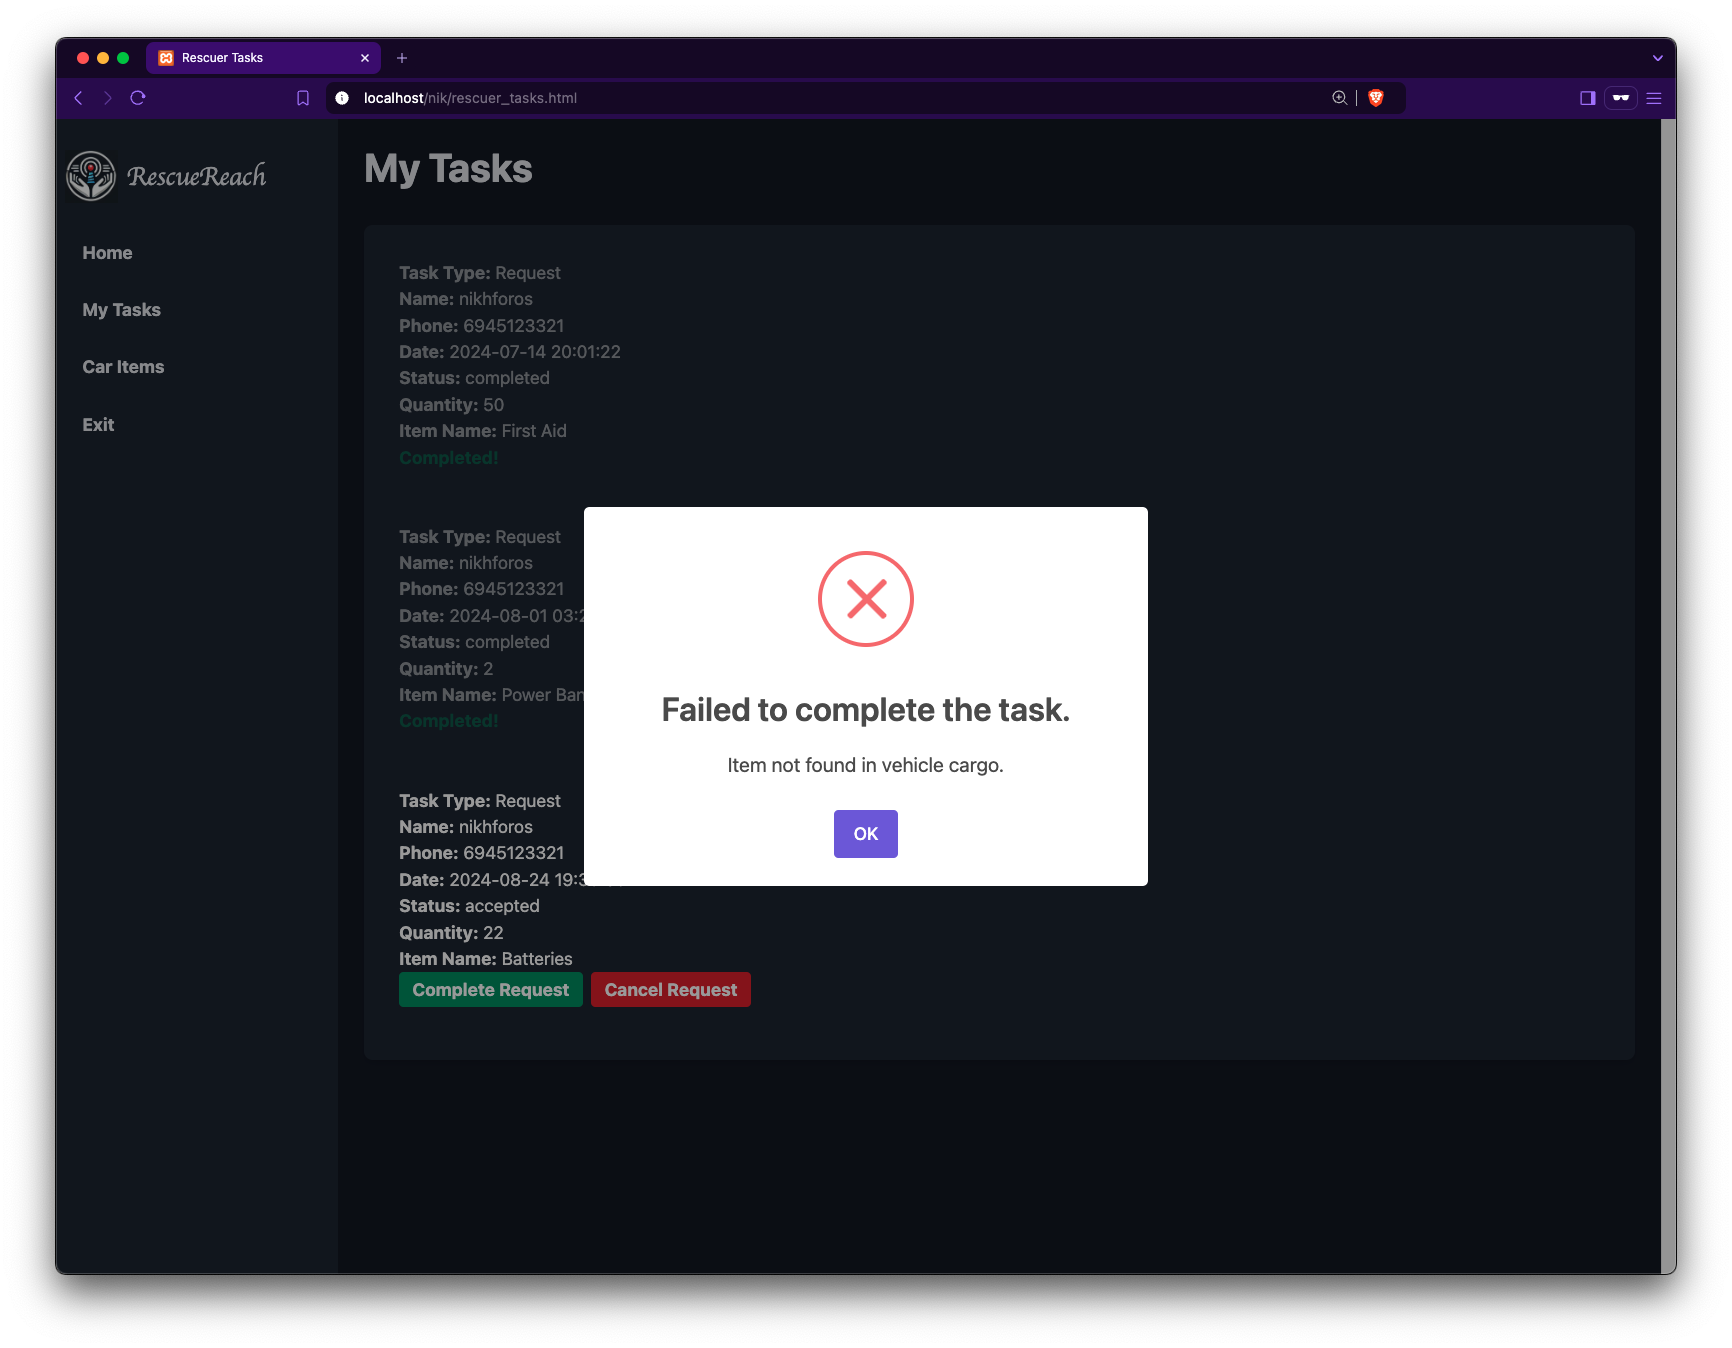 Rescuer Tasks
localhost/nik/rescuer_tasks.html
RescueReach
Home
My Tasks
Car Items
Exit
My Tasks
Task Type: Request
Name: nikhforos
Phone: 6945123321
Date: 2024-07-14 20:01:22
Status: completed
Quantity: 50
Item Name: First Aid
Completed!
Task Type: Request
Name: nikhforos
Phone: 6945123321
Date: 2024-08-01 03:2
Status: completed
Quantity: 2
Item Name: Power Ban
Completed!
Task Type: Request
Name: nikhforos
Phone: 6945123321
Date: 2024-08-24 19:3
Status: accepted
Quantity: 22
Item Name: Batteries
Complete Request Cancel Request
Failed to complete the task.
Item not found in vehicle cargo.
OK